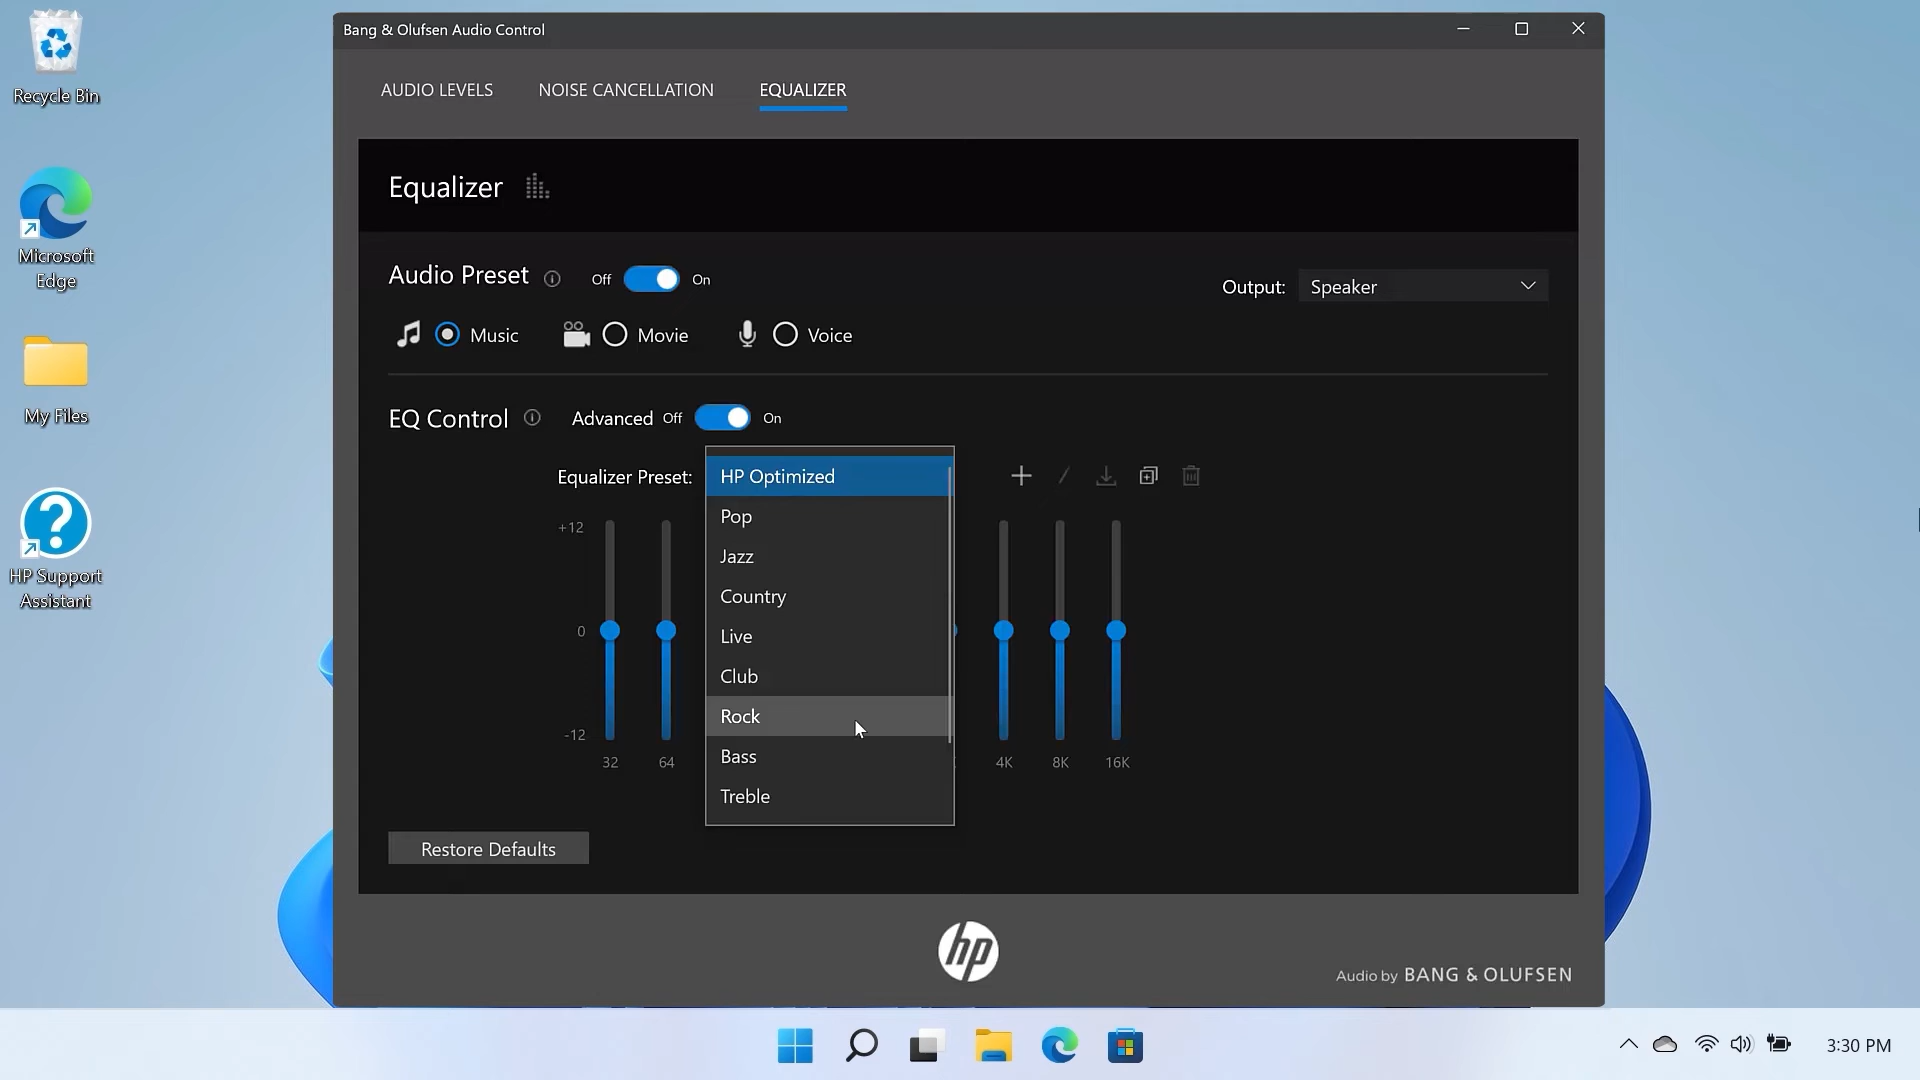 Bang & Olufsen Audio Control
Recycle Bin
Microsoft
Edge
My Files
HP Support
Assistant
AUDIO LEVELS
NOISE CANCELLATION
EQUALIZER
Equalizer
Audio Preset
Off
On
Output:
Speaker
Music
Movie
Voice
EQ Control
Advanced
Off
On
Equalizer Preset:
HP Optimized
Pop
Jazz
Country
Live
Club
Rock
Bass
Treble
+12
0
-12
32
64
4K
8K
16K
Restore Defaults
hp
Audio by BANG & OLUFSEN
3:30 PM